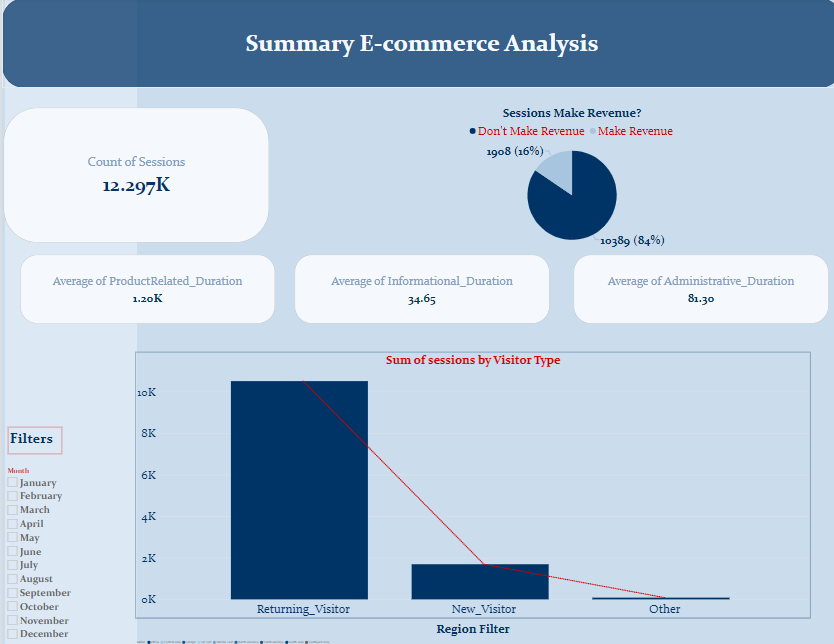 Summary E-commerce Analysis
Count of Sessions
12.297K
Sessions Make Revenue?
Don't Make Revenue Make Revenue
1908 (16%)
10389 (84%)
Average of ProductRelated_Duration
1.20K
Average of Informational_Duration
34.65
Average of Administrative_Duration
81.30
Sum of sessions by Visitor Type
10K
8K
6K
4K
2K
0K
Returning_Visitor New_Visitor Other
Filters
Month
January
February
March
April
May
June
July
August
September
October
November
December
Region Filter